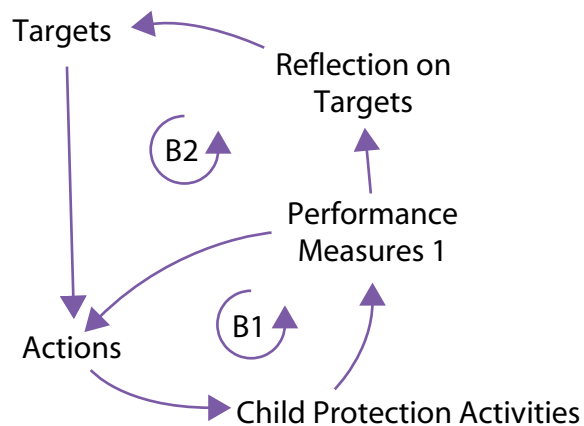 Targets
Reflection on
Targets
B2
Performance
Measures 1
B1
Actions
Child Protection Activities